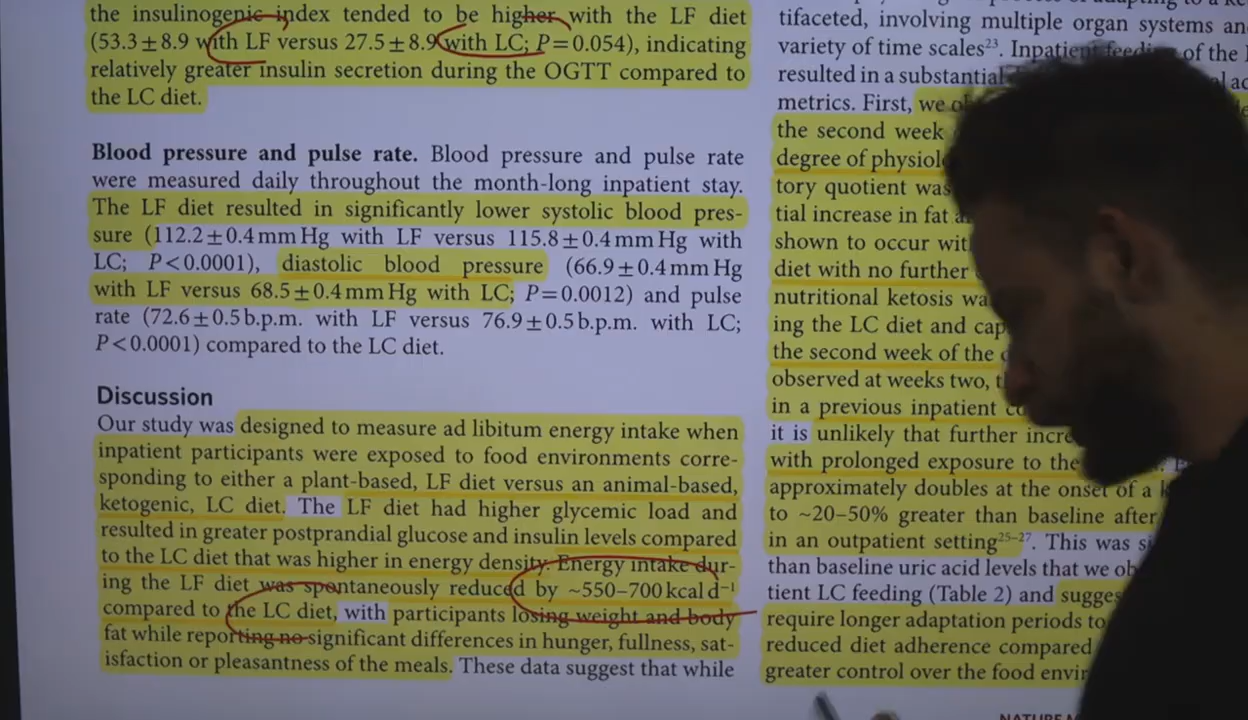 the insulinogenic index tended to be higher with the LF diet
(53.3±8.9 with LF versus 27.5±8.9 with LC; P=0.054), indicating
relatively greater insulin secretion during the OGTT compared to
the LC diet.
Blood pressure and pulse rate. Blood pressure and pulse rate
were measured daily throughout the month-long inpatient stay.
The LF diet resulted in significantly lower systolic blood pres-
sure (112.2±0.4 mm Hg with LF versus 115.8±0.4 mm Hg with
LC; P<0.0001), diastolic blood pressure (66.9±0.4 mm Hg
with LF versus 68.5±0.4 mm Hg with LC; P=0.0012) and pulse
rate (72.6±0.5 b.p.m. with LF versus 76.9±0.5 b.p.m. with LC;
P<0.0001) compared to the LC diet.
Discussion
Our study was designed to measure ad libitum energy intake when
inpatient participants were exposed to food environments corre-
sponding to either a plant-based, LF diet versus an animal-based,
ketogenic, LC diet. The LF diet had higher glycemic load and
resulted in greater postprandial glucose and insulin levels compared
to the LC diet that was higher in energy density. Energy intake dur-
ing the LF diet was spontaneously reduced by ~550–700 kcal d⁻¹
compared to the LC diet, with participants losing weight and body
fat while reporting no significant differences in hunger, fullness, sat-
isfaction or pleasantness of the meals. These data suggest that while
tifaceted, involving multiple organ systems an
variety of time scales²³. Inpatient feeding of the
resulted in a substantial
metrics. First, we
the second week
degree of
tory quotient was
tial increase in fat
shown to occur
diet with no further
nutritional ketosis
ing the LC diet and
the second week of the
observed at weeks two,
in a previous inpatient
it is unlikely that further
with prolonged exposure to the
approximately doubles at the onset of a
to ~20–50% greater than baseline after
in an outpatient setting²⁵⁻²⁷. This was
than baseline uric acid levels that we
tient LC feeding (Table 2) and
require longer adaptation periods to
reduced diet adherence compared
greater control over the food